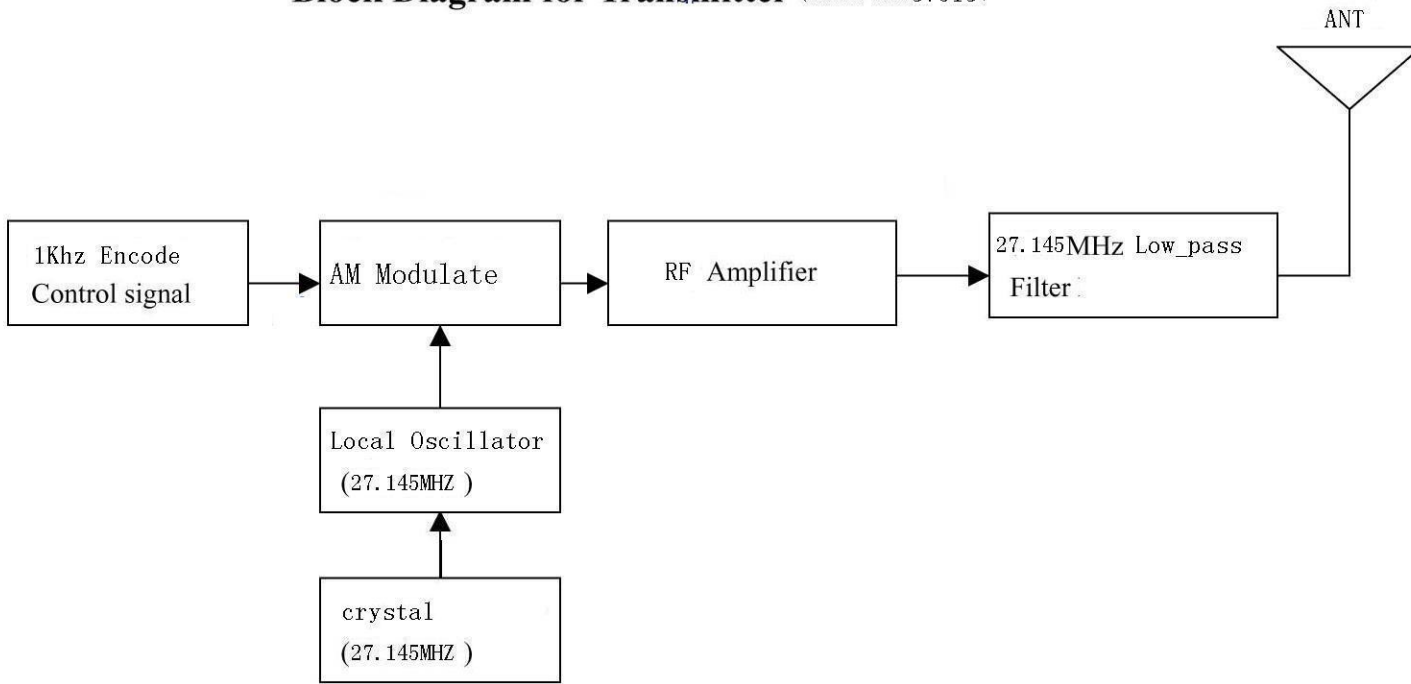 Block Diagram for Transmitter
ANT
1Khz Encode
Control signal
AM Modulate
RF Amplifier
27.145MHz Low_pass
Filter
Local Oscillator
(27.145MHZ )
crystal
(27.145MHZ )